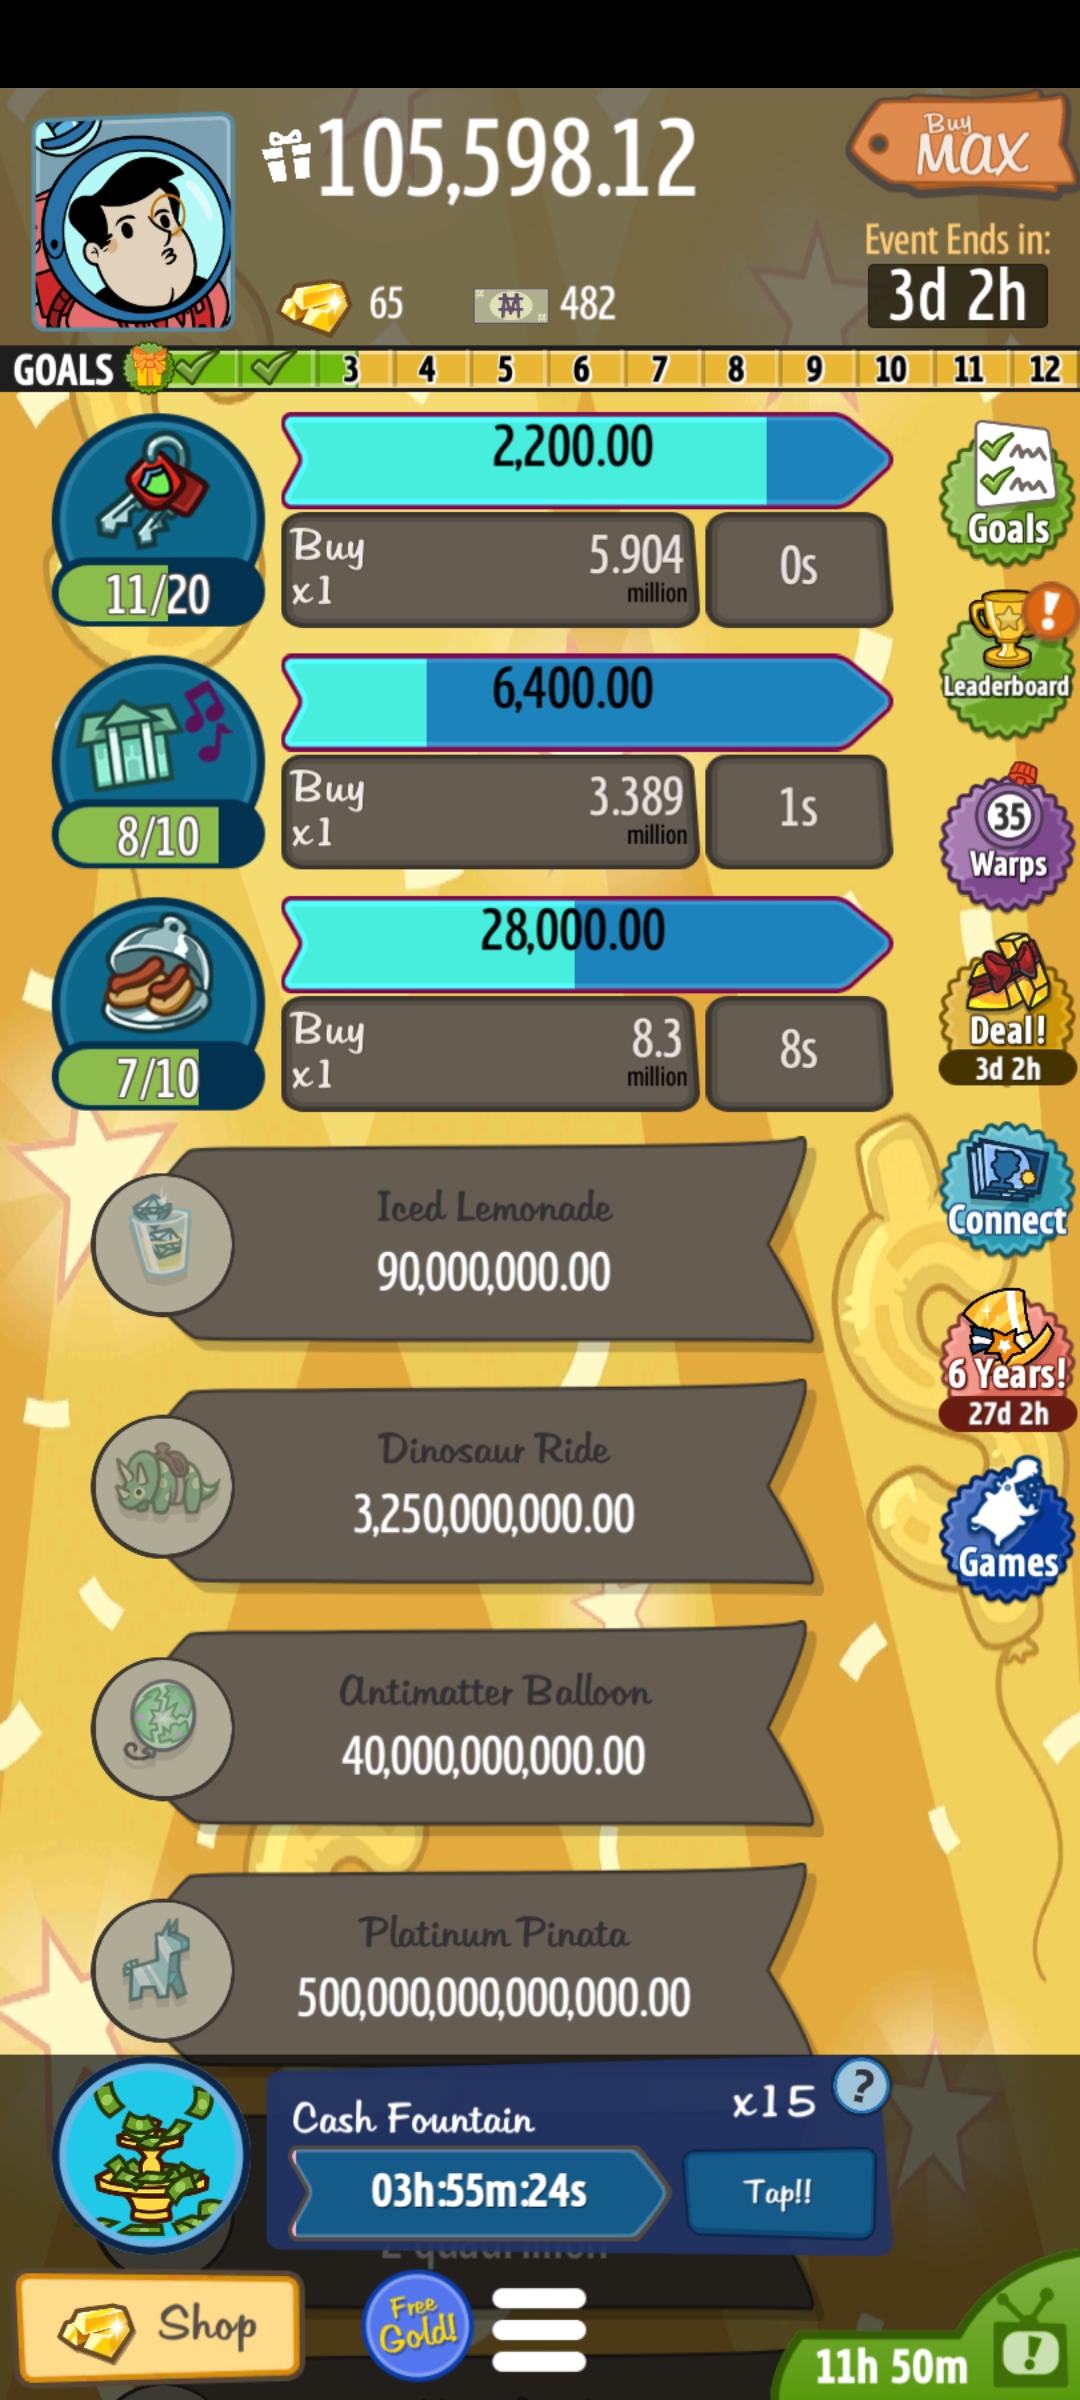 105,598.12
Buy
MAX
65
482
Event Ends in:
3d 2h
GOALS 3 4 5 6 7 8 9 10 11 12
2,200.00
Buy
x1
5.904
million
0s
11/20
Goals
6,400.00
Buy
x1
3.389
million
1s
8/10
!
Leaderboard
35
Warps
28,000.00
Buy
x1
8.3
million
8s
7/10
Deal!
3d 2h
Iced Lemonade
90,000,000.00
Connect
Dinosaur Ride
3,250,000,000.00
6 Years!
27d 2h
Antimatter Balloon
40,000,000,000.00
Games
Platinum Pinata
500,000,000,000,000.00
Cash Fountain
x15
?
03h:55m:24s
Tap!!
Shop
Free
Gold!
11h 50m
!